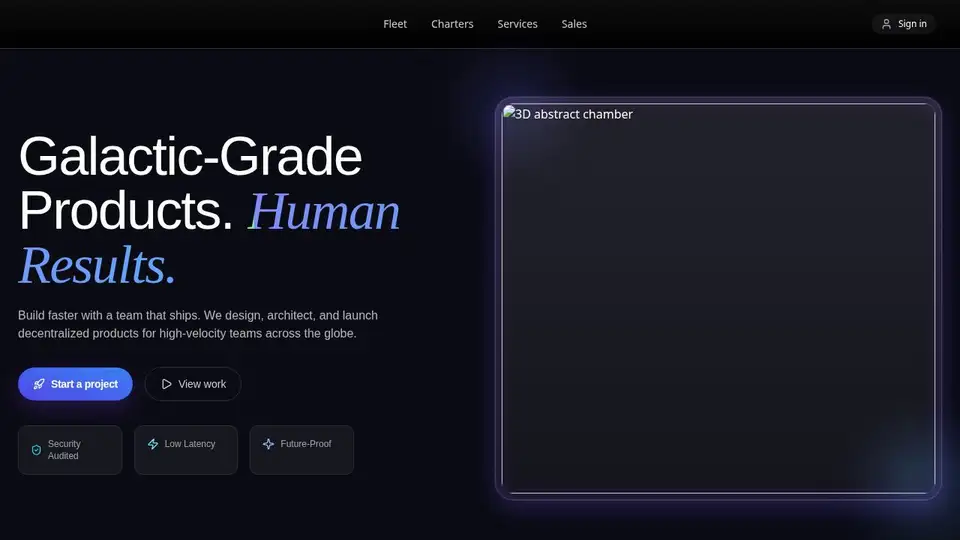 Fleet
Charters
Services
Sales
Sign in
Galactic-Grade
Products. Human
Results.
Build faster with a team that ships. We design, architect, and launch
decentralized products for high-velocity teams across the globe.
Start a project
View work
Security
Audited
Low Latency
Future-Proof
3D abstract chamber